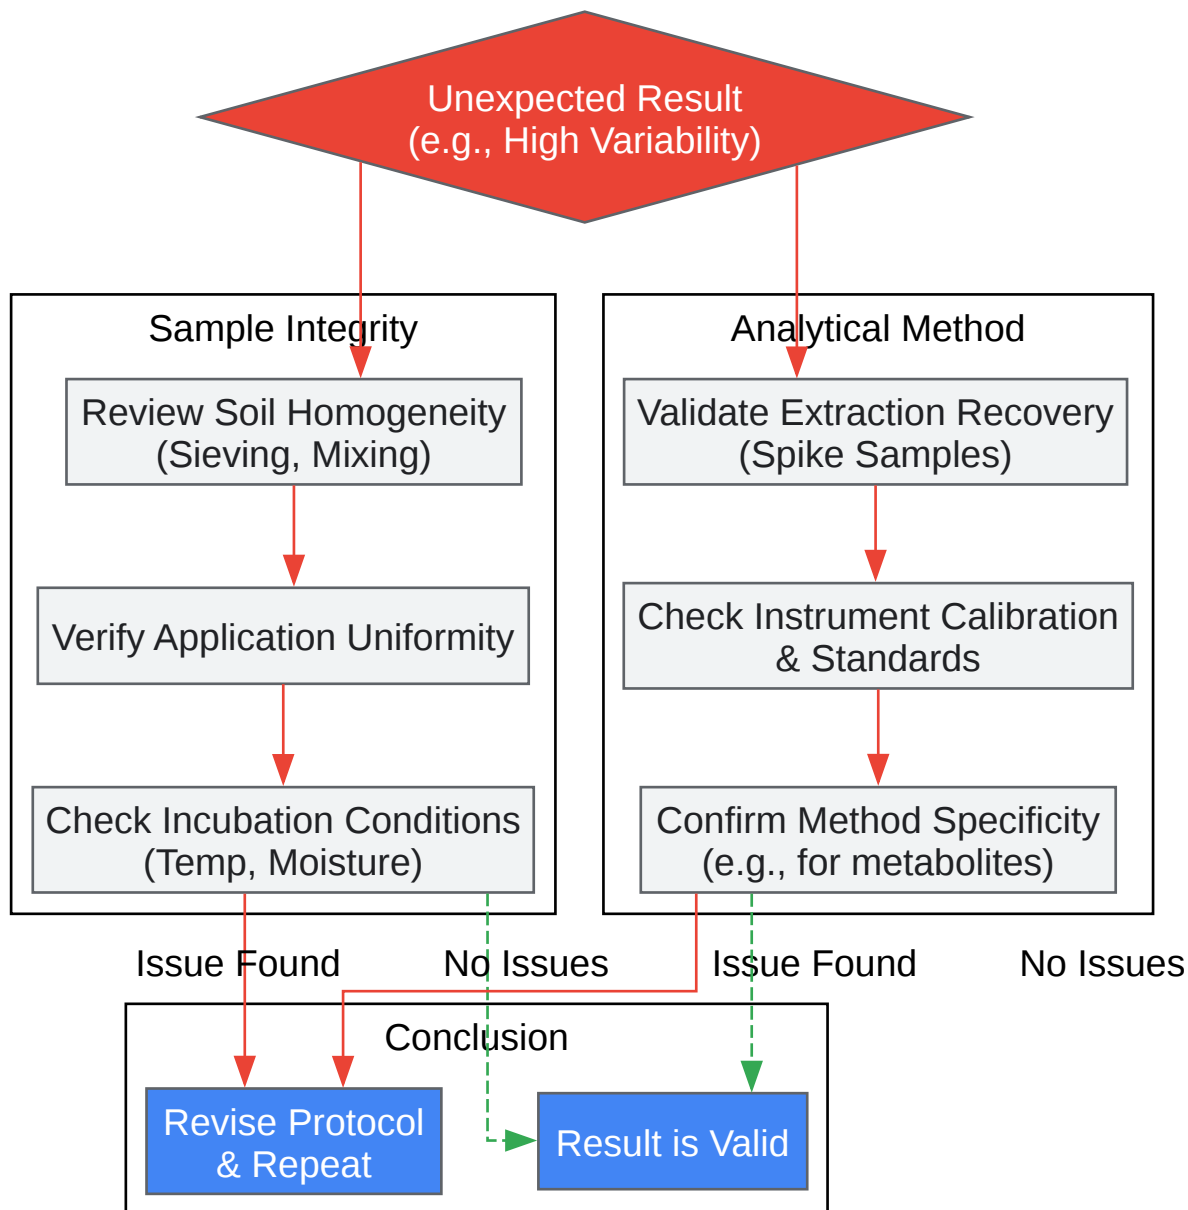 Unexpected Result
(e.g., High Variability)
Sample Integrity
Review Soil Homogeneity
(Sieving, Mixing)
Verify Application Uniformity
Check Incubation Conditions
(Temp, Moisture)
Analytical Method
Validate Extraction Recovery
(Spike Samples)
Check Instrument Calibration
& Standards
Confirm Method Specificity
(e.g., for metabolites)
Issue Found
No Issues
Issue Found
No Issues
Conclusion
Revise Protocol
& Repeat
Result is Valid